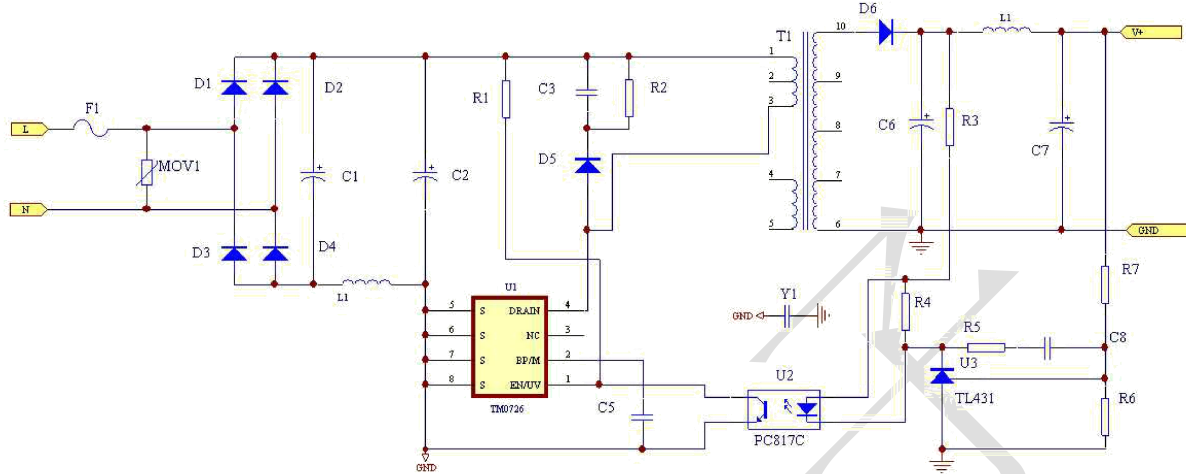 D6
L1
V+
10
T1
1
2
3
9
8
7
4
5
6
D1
D2
R1
C3
R2
F1
L
MOV1
C1
C2
D5
C6
R3
C7
N
GND
D3
D4
L1
U1
5 S DRAIN 4
6 S NC 3
7 S BP/M 2
8 S EN/UV 1
TM0726
Y1
GND
R4
R7
R5
C8
U3
TL431
R6
C5
U2
PC817C
GND